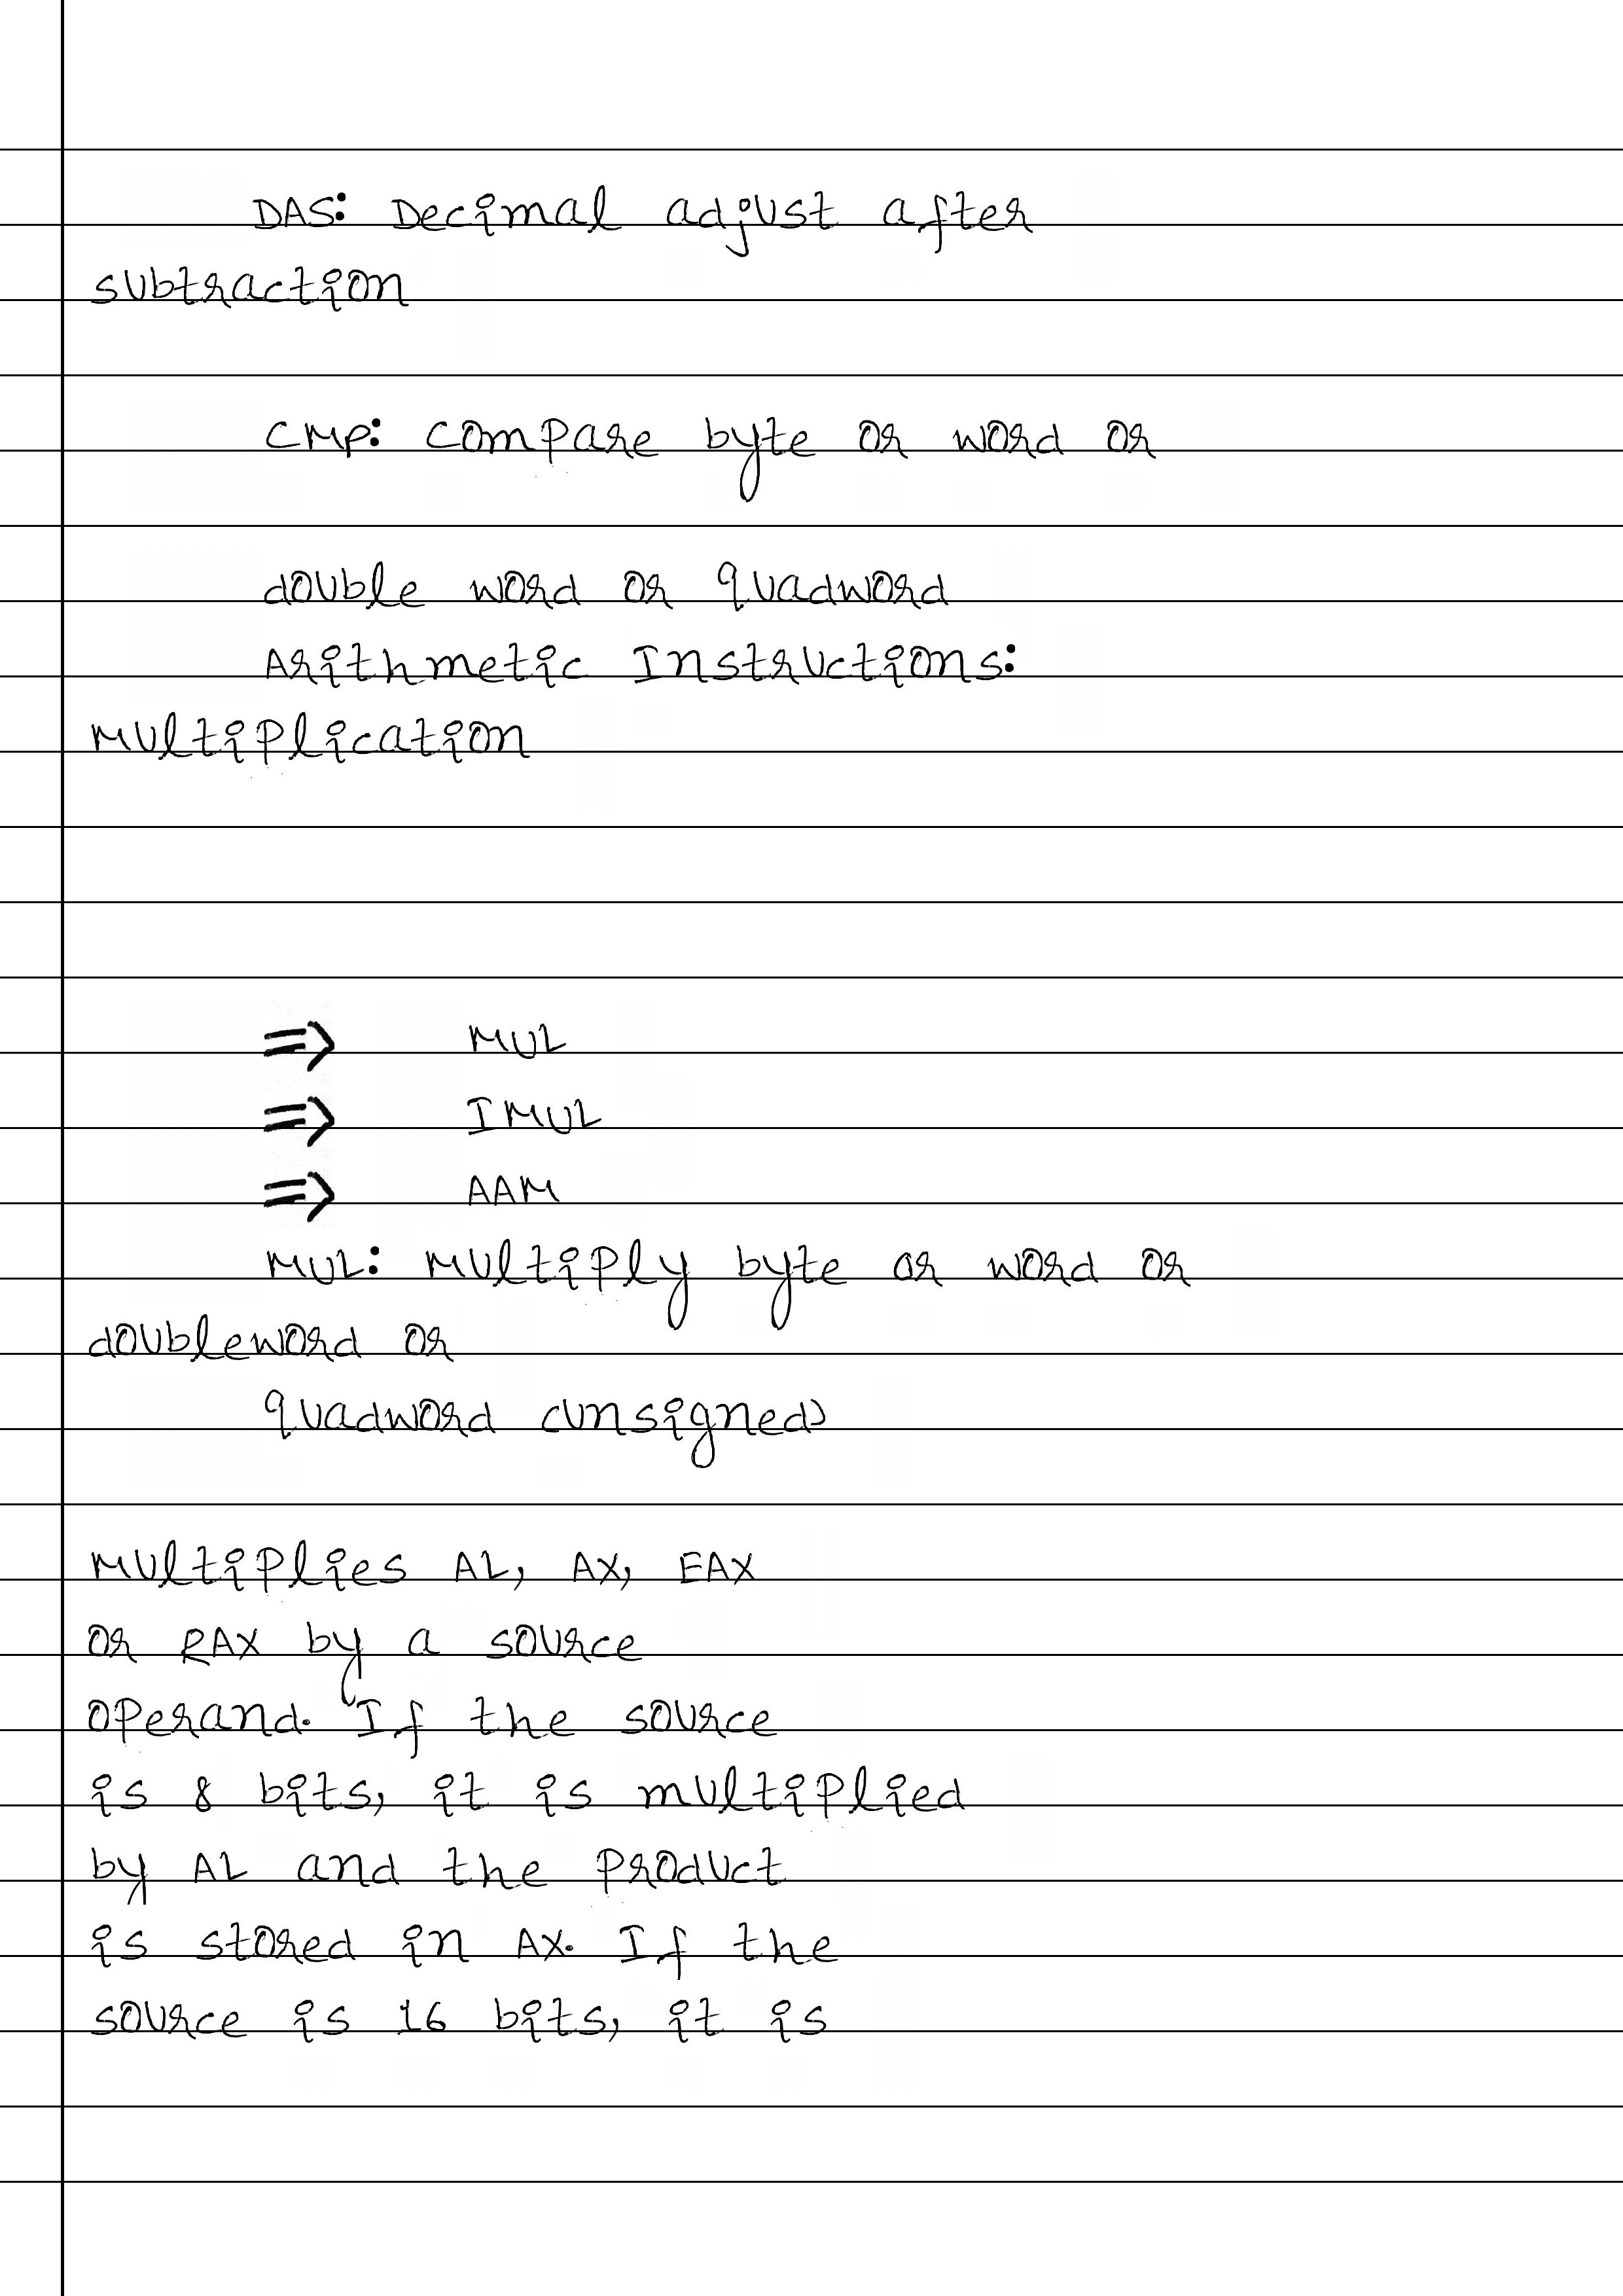 DAS: Decimal adjust after
subtraction
CMP: compare byte or word or
double word or quadword
Arithmetic Instructions:
Multiplication
=> MUL
=> IMUL
=> AAM
MUL: Multiply byte or word or
doubleword or
quadword (unsigned)
Multiplies AL, AX, EAX
or RAX by a source
operand. If the source
is 8 bits, it is multiplied
by AL and the product
is stored in AX. If the
source is 16 bits, it is